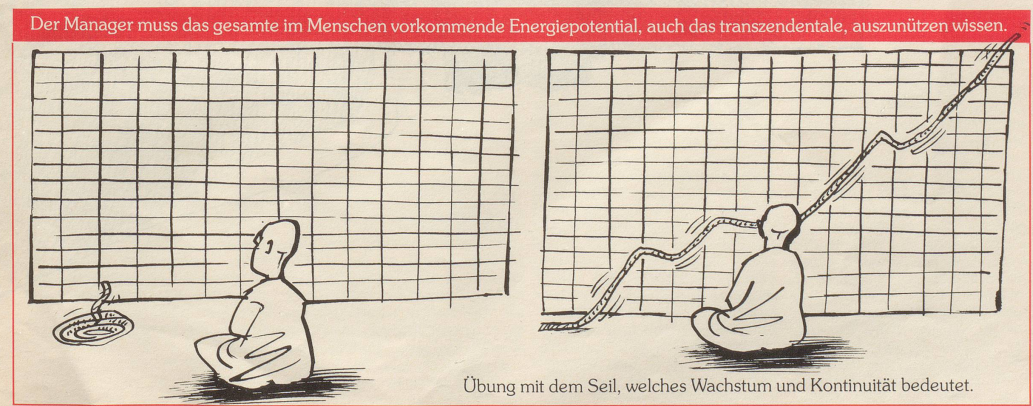 Der Manager muss das gesamte im Menschen vorkommende Energiepotential, auch das transzendentale, auszunützen wissen.
Übung mit dem Seil, welches Wachstum und Kontinuität bedeutet.